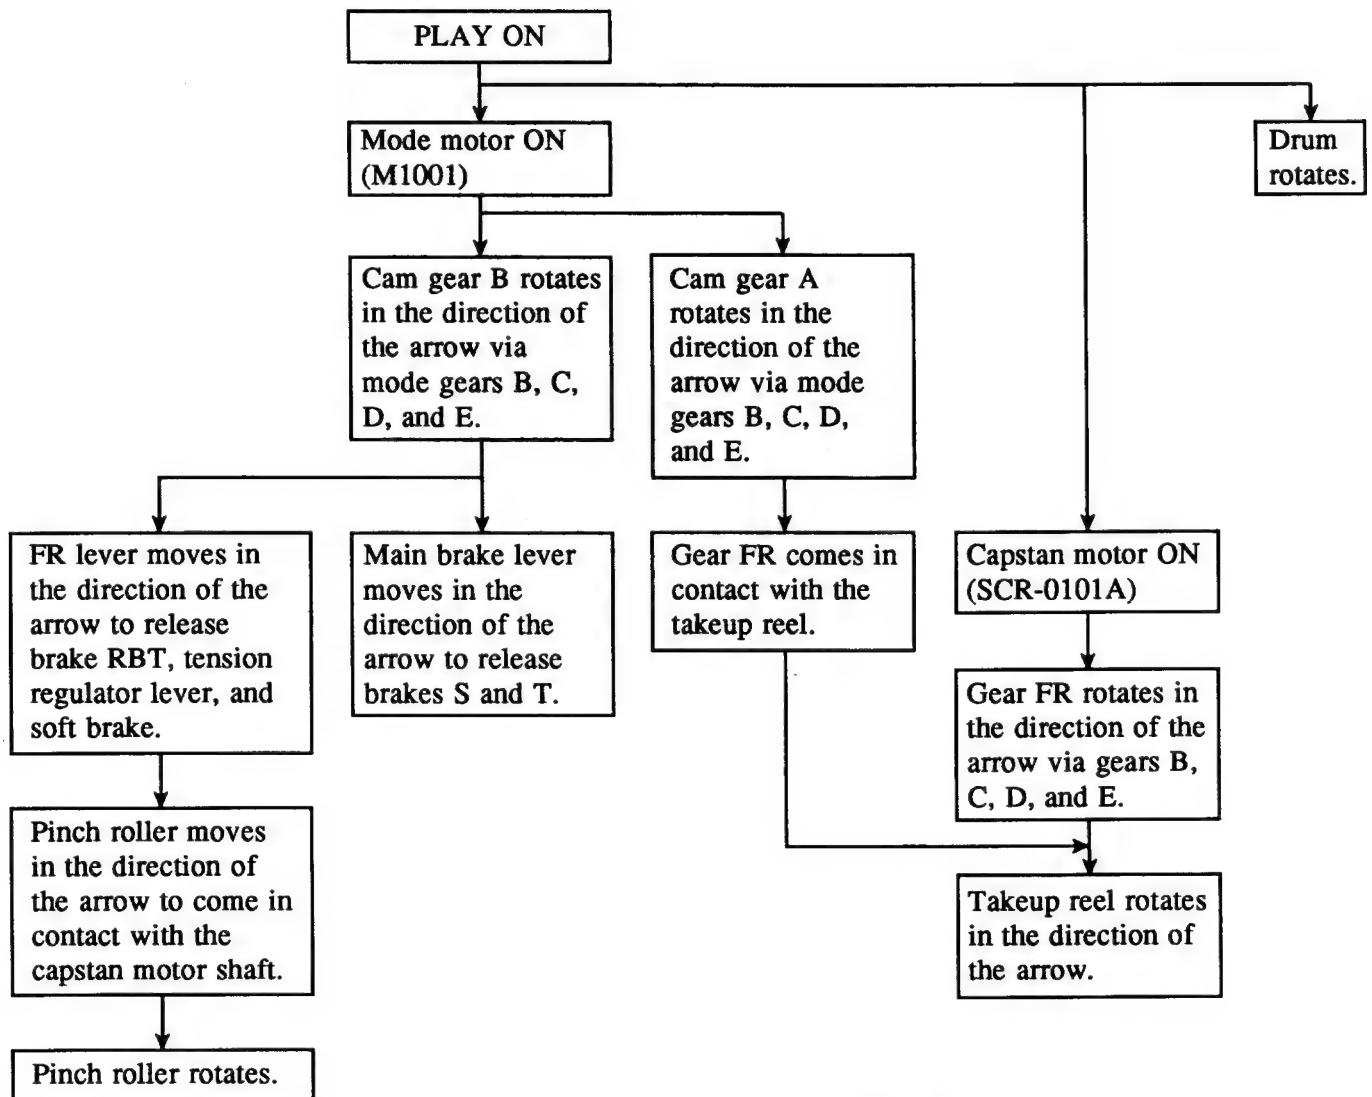 PLAY ON
Mode motor ON
(M1001)
Drum
rotates.
Cam gear B rotates
in the direction of
the arrow via
mode gears B, C,
D, and E.
Cam gear A
rotates in the
direction of the
arrow via mode
gears B, C, D,
and E.
FR lever moves in
the direction of the
arrow to release
brake RBT, tension
regulator lever, and
soft brake.
Main brake lever
moves in the
direction of the
arrow to release
brakes S and T.
Gear FR comes in
contact with the
takeup reel.
Capstan motor ON
(SCR-0101A)
Gear FR rotates in
the direction of the
arrow via gears B,
C, D, and E.
Pinch roller moves
in the direction of
the arrow to come in
contact with the
capstan motor shaft.
Takeup reel rotates
in the direction of
the arrow.
Pinch roller rotates.